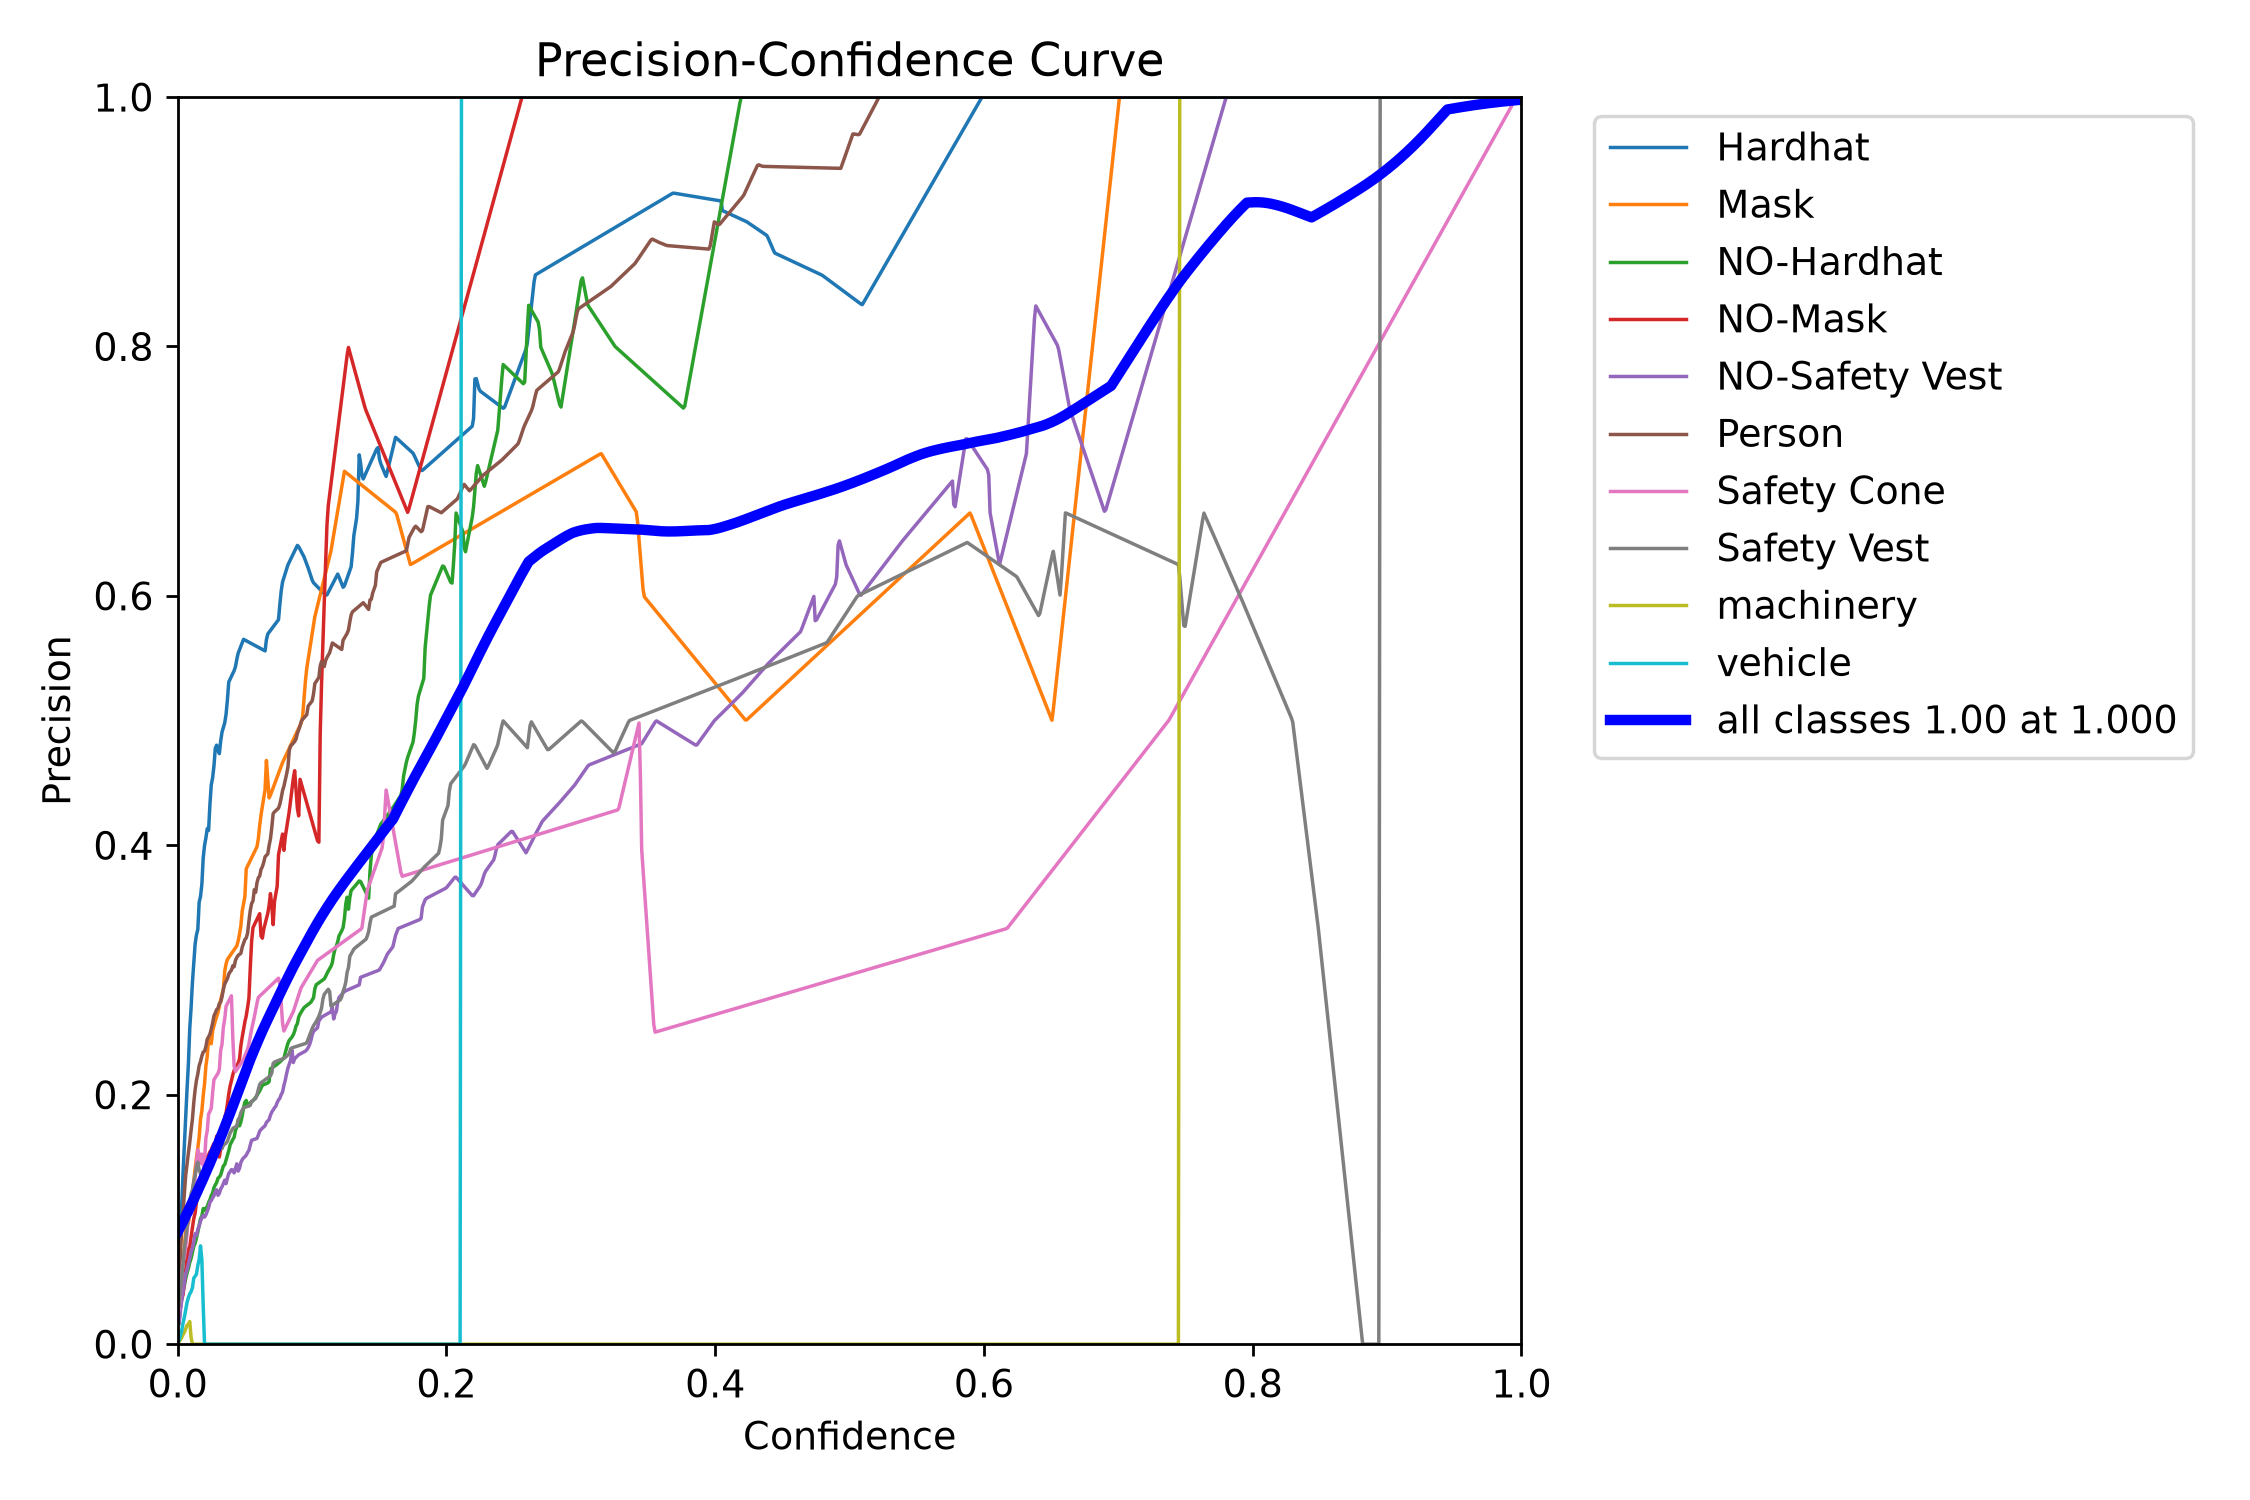 Precision-Confidence Curve
1.0
0.8
0.6
0.4
0.2
0.0
Precision
0.0 0.2 0.4 0.6 0.8 1.0
Confidence
Hardhat
Mask
NO-Hardhat
NO-Mask
NO-Safety Vest
Person
Safety Cone
Safety Vest
machinery
vehicle
all classes 1.00 at 1.000